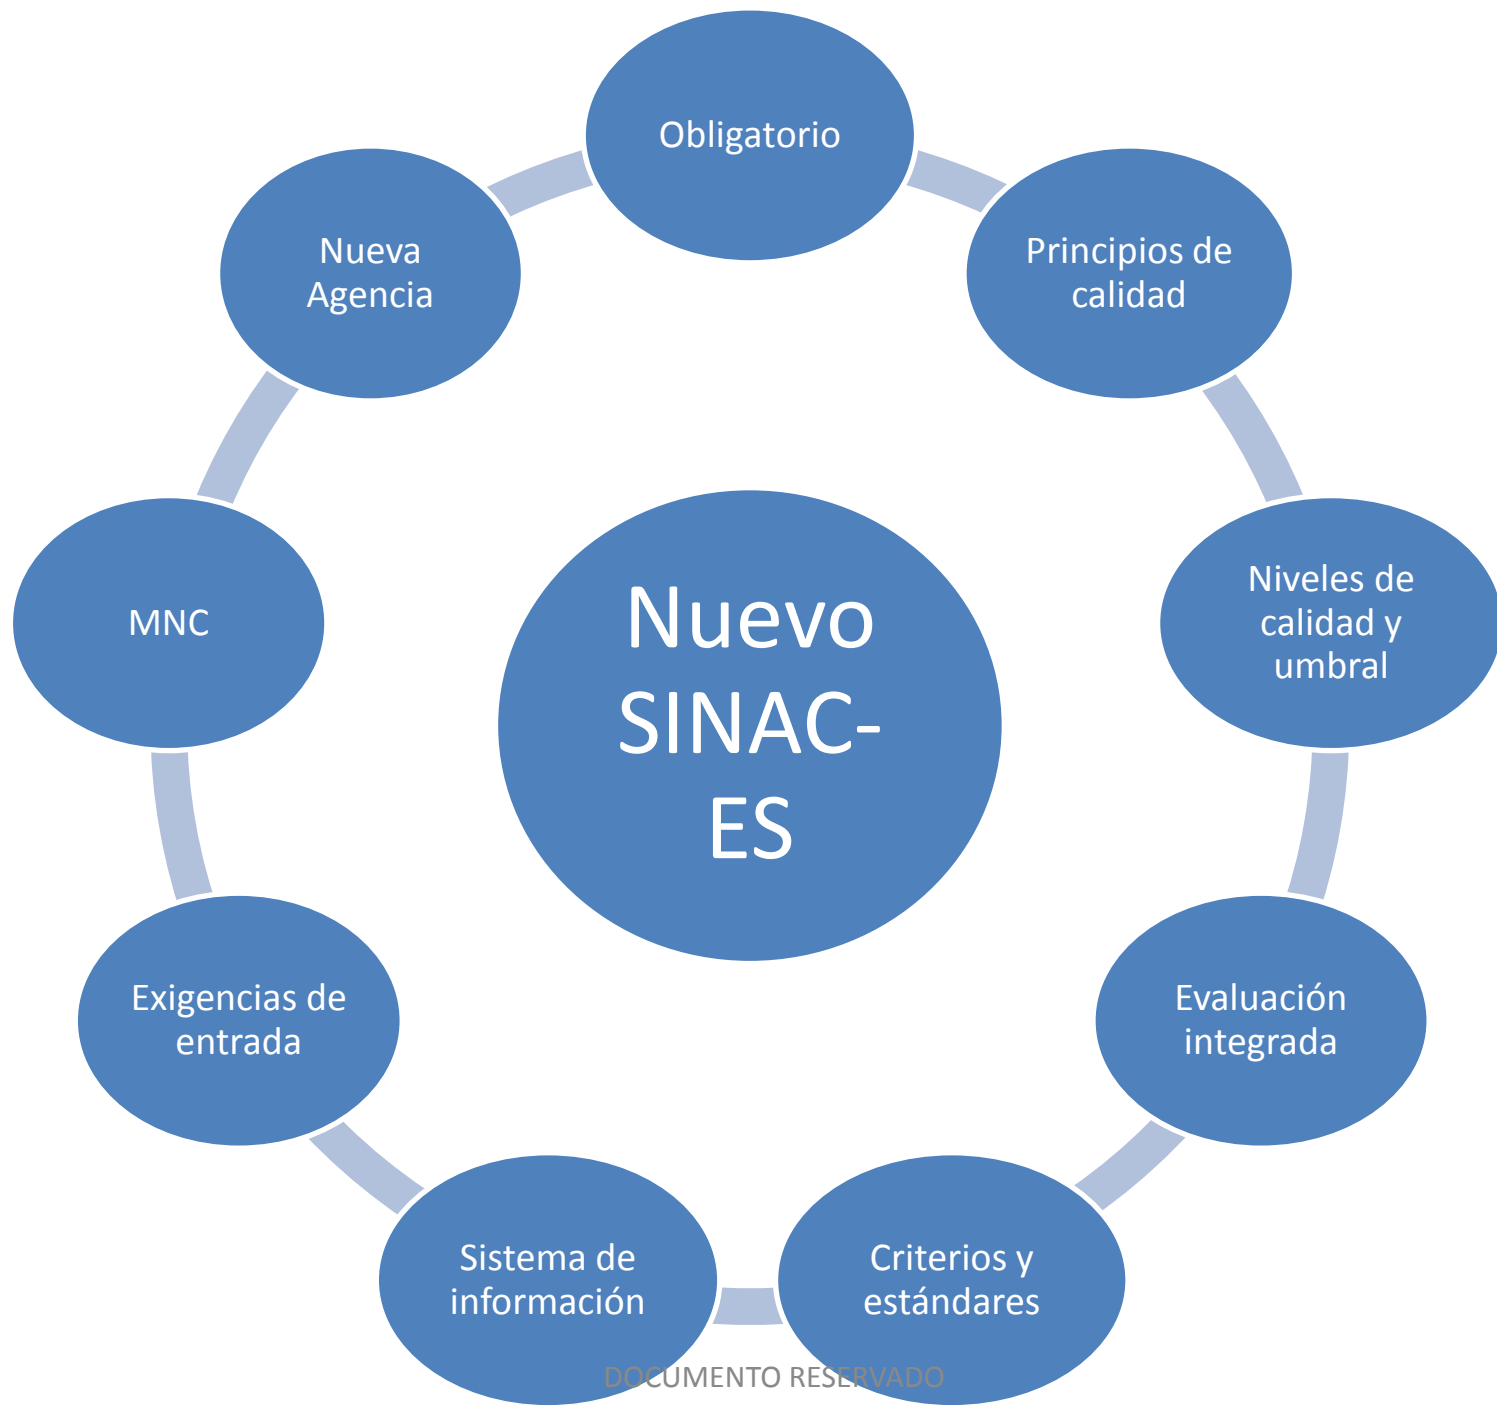 Obligatorio
Principios de
calidad
Niveles de
calidad y
umbral
Evaluación
integrada
Criterios y
estándares
Sistema de
información
Exigencias de
entrada
MNC
Nueva
Agencia
Nuevo
SINAC-
ES
DOCUMENTO RESERVADO